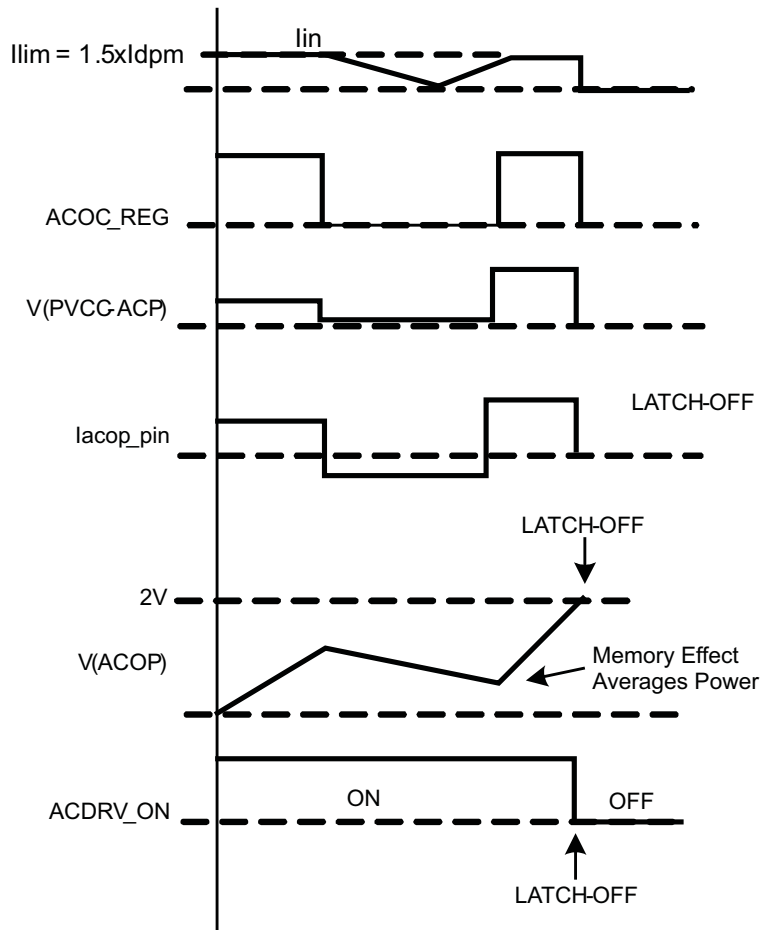 Iin
Ilim = 1.5xIdpm
ACOC_REG
V(PVCC-ACP)
LATCH-OFF
Iacop_pin
LATCH-OFF
2V
V(ACOP)
Memory Effect
Averages Power
ON
OFF
ACDRV_ON
LATCH-OFF